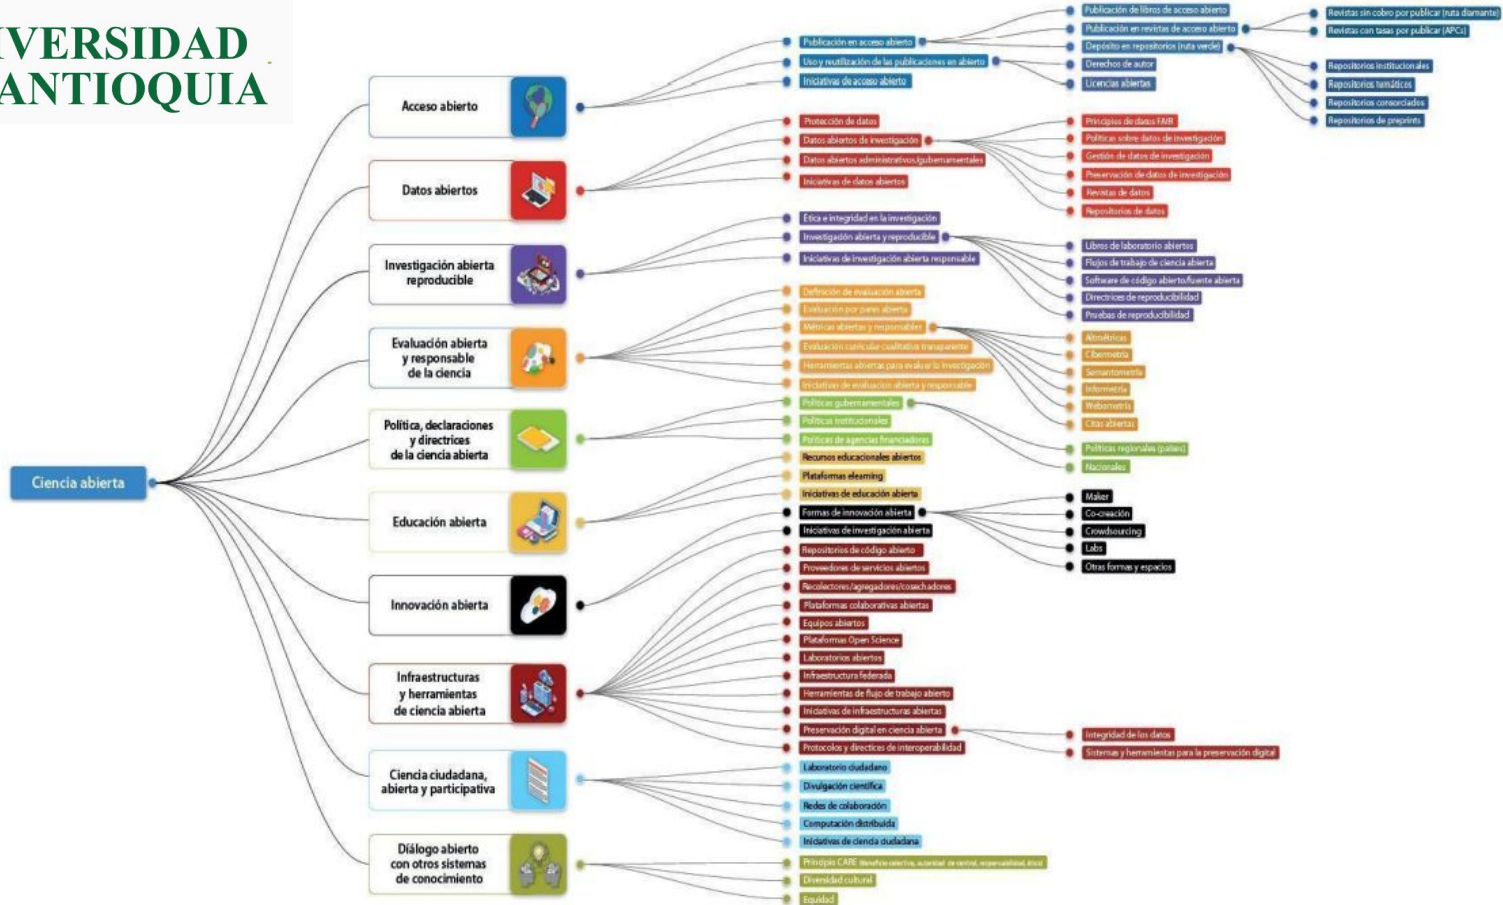 IVERSIDAD
ANTIOQUIA
Ciencia abierta
Acceso abierto
Publicación en acceso abierto
Publicación de libros de acceso abierto
Publicación en revistas de acceso abierto
Revistas sin cobro por publicar (ruta diamante)
Revistas con tasas por publicar (APCs)
Depósito en repositorios (ruta verde)
Repositorios institucionales
Repositorios temáticos
Repositorios consorciados
Repositorios de preprints
Uso y reutilización de las publicaciones en abierto
Derechos de autor
Licencias abiertas
Iniciativas de acceso abierto
Datos abiertos
Protección de datos
Datos abiertos de investigación
Principios de datos FAIR
Políticas sobre datos de investigación
Gestión de datos de investigación
Preservación de datos de investigación
Revistas de datos
Repositorios de datos
Datos abiertos administrativos/gubernamentales
Iniciativas de datos abiertos
Investigación abierta
reproducible
Ética e integridad en la investigación
Investigación abierta y reproducible
Libros de laboratorio abiertos
Flujos de trabajo de ciencia abierta
Software de código abierto/fuente abierta
Directrices de reproducibilidad
Pruebas de reproducibilidad
Iniciativas de investigación abierta responsable
Evaluación abierta
y responsable
de la ciencia
Definición de evaluación abierta
Evaluación por pares abierta
Métricas abiertas y responsables
Altmétricas
Cibermetría
Semantometría
Informetría
Webometría
Citas abiertas
Evaluación curricular cualitativa transparente
Herramientas abiertas para evaluar la investigación
Iniciativas de evaluacion abierta y responsable
Política, declaraciones
y directrices
de la ciencia abierta
Políticas gubernamentales
Políticas regionales (países)
Nacionales
Políticas institucionales
Políticas de agencias financiadoras
Educación abierta
Recursos educacionales abiertos
Plataformas elearning
Iniciativas de educación abierta
Innovación abierta
Formas de innovación abierta
Maker
Co-creación
Crowdsourcing
Labs
Otras formas y espacios
Iniciativas de investigación abierta
Infraestructuras
y herramientas
de ciencia abierta
Repositorios de código abierto
Proveedores de servicios abiertos
Recolectores/agregadores/cosechadores
Plataformas colaborativas abiertas
Equipos abiertos
Plataformas Open Science
Laboratorios abiertos
Infraestructura federada
Herramientas de flujo de trabajo abierto
Iniciativas de infraestructuras abiertas
Preservación digital en ciencia abierta
Integridad de los datos
Sistemas y herramientas para la preservación digital
Protocolos y directices de interoperabilidad
Ciencia ciudadana,
abierta y participativa
Laboratorio ciudadano
Divulgación científica
Redes de colaboración
Computación distribuida
Iniciativas de ciencia ciudadana
Diálogo abierto
con otros sistemas
de conocimiento
Principio CARE (Beneficio colectivo, autoridad de control, responsabilidad, ética)
Diversidad cultural
Equidad